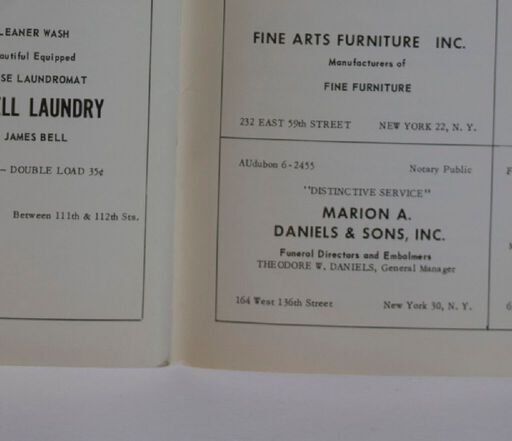 LEANER WASH
autiful Equipped
SE LAUNDROMAT
ELL LAUNDRY
JAMES BELL
— DOUBLE LOAD 35¢
Between 111th & 112th Sts.
FINE ARTS FURNITURE INC.
Manufacturers of
FINE FURNITURE
232 EAST 59th STREET NEW YORK 22, N. Y.
AUdubon 6-2455 Notary Public
"DISTINCTIVE SERVICE"
MARION A.
DANIELS & SONS, INC.
Funeral Directors and Embalmers
THEODORE W. DANIELS, General Manager
164 West 136th Street New York 30, N. Y.